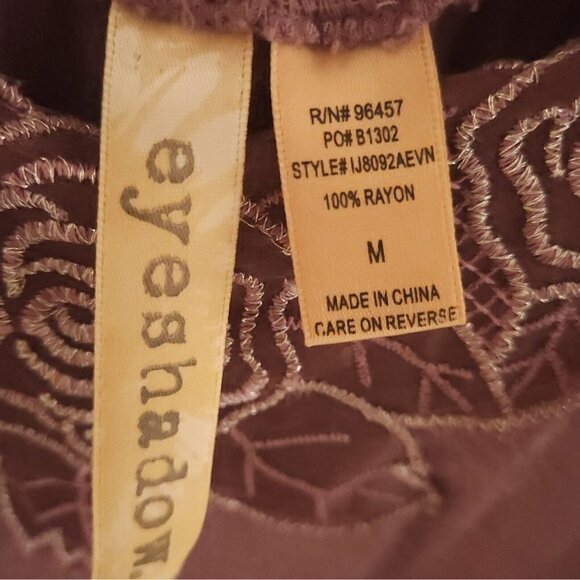 eyeshadow.
R/N# 96457
PO# B1302
STYLE# IJ8092AEVN
100% RAYON
M
MADE IN CHINA
CARE ON REVERSE